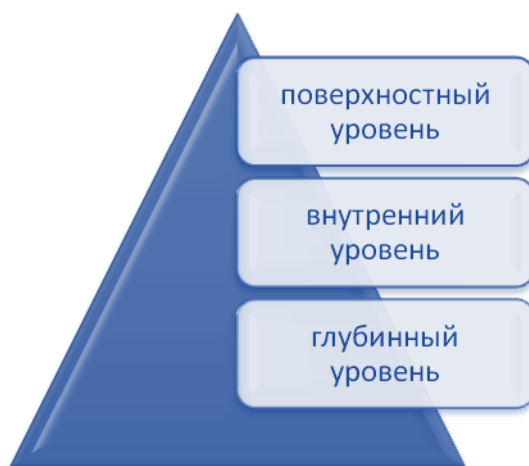 поверхностный
уровень
внутренний
уровень
глубинный
уровень